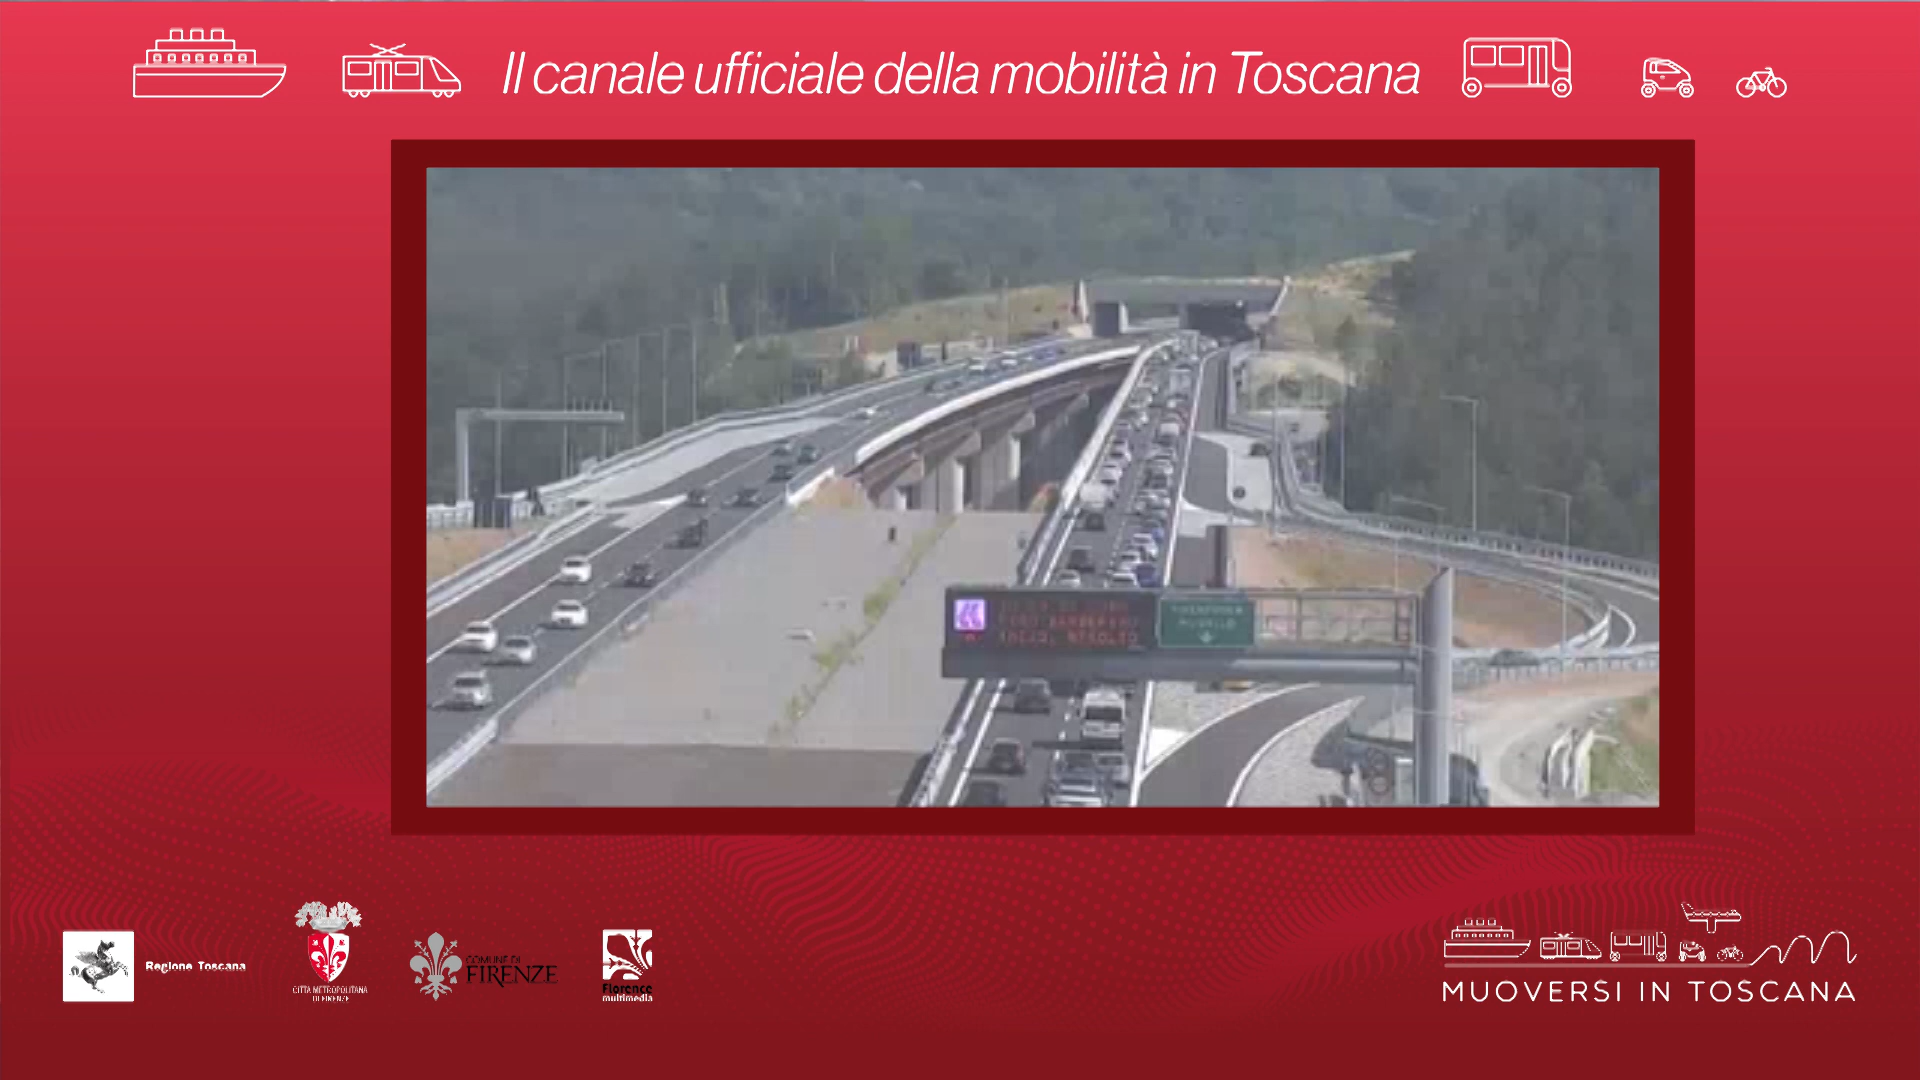 Il canale ufficiale della mobilità in Toscana
Regione Toscana
CITTÀ METROPOLITANA
DI FIRENZE
COMUNE DI
FIRENZE
Florence
multimedia
MUOVERSI IN TOSCANA